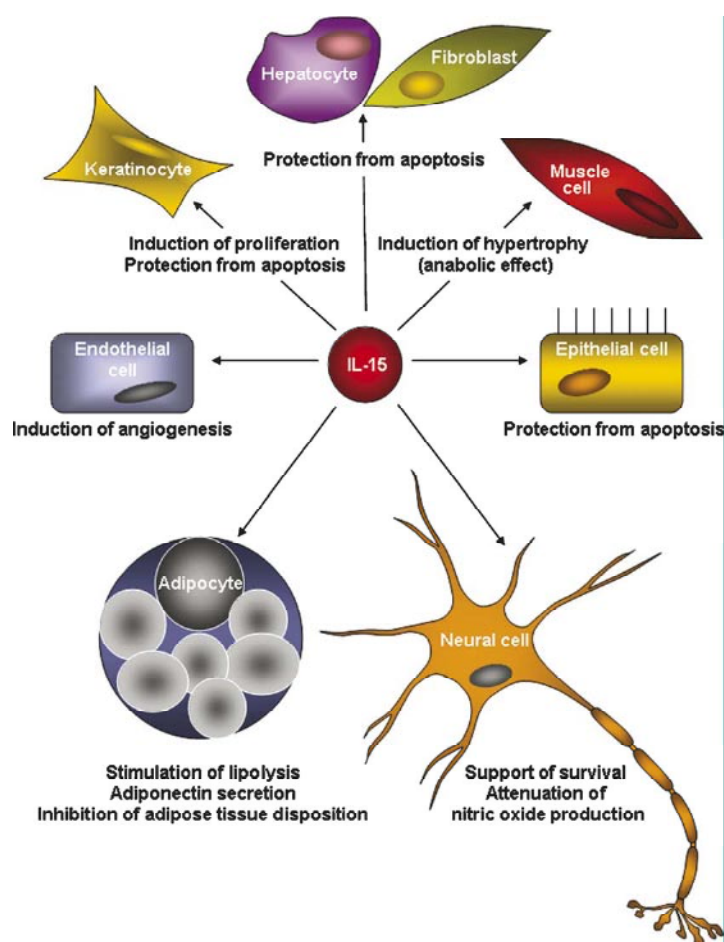 Hepatocyte
Fibroblast
Protection from apoptosis
Keratinocyte
Induction of proliferation
Protection from apoptosis
Muscle
cell
Induction of hypertrophy
(anabolic effect)
Endothelial
cell
Induction of angiogenesis
IL-15
Epithelial cell
Protection from apoptosis
Adipocyte
Stimulation of lipolysis
Adiponectin secretion
Inhibition of adipose tissue disposition
Neural cell
Support of survival
Attenuation of
nitric oxide production